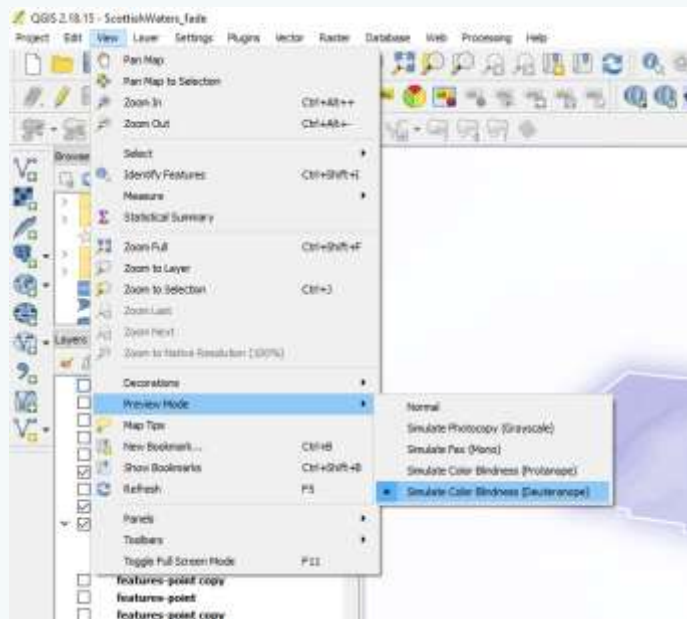 QGIS 2.18.15 - ScottishWaters_fade
Project Edit View Layer Settings Plugins Vector Raster Database Web Processing Help
Pan Map
Pan Map to Selection
Zoom In Ctrl+Alt++
Zoom Out Ctrl+Alt+-
Select
Identify Features Ctrl+Shift+I
Measure
Statistical Summary
Zoom Full Ctrl+Shift+F
Zoom to Layer
Zoom to Selection Ctrl+J
Zoom Last
Zoom Next
Zoom to Native Resolution (100%)
Decorations
Preview Mode
Map Tips
New Bookmark... Ctrl+B
Show Bookmarks Ctrl+Shift+B
Refresh F5
Panels
Toolbars
Toggle Full Screen Mode F11
Normal
Simulate Photocopy (Grayscale)
Simulate Fax (Mono)
Simulate Color Blindness (Protanope)
Simulate Color Blindness (Deuteranope)
Browse
Layers
features-point copy
features-point
features-point copy